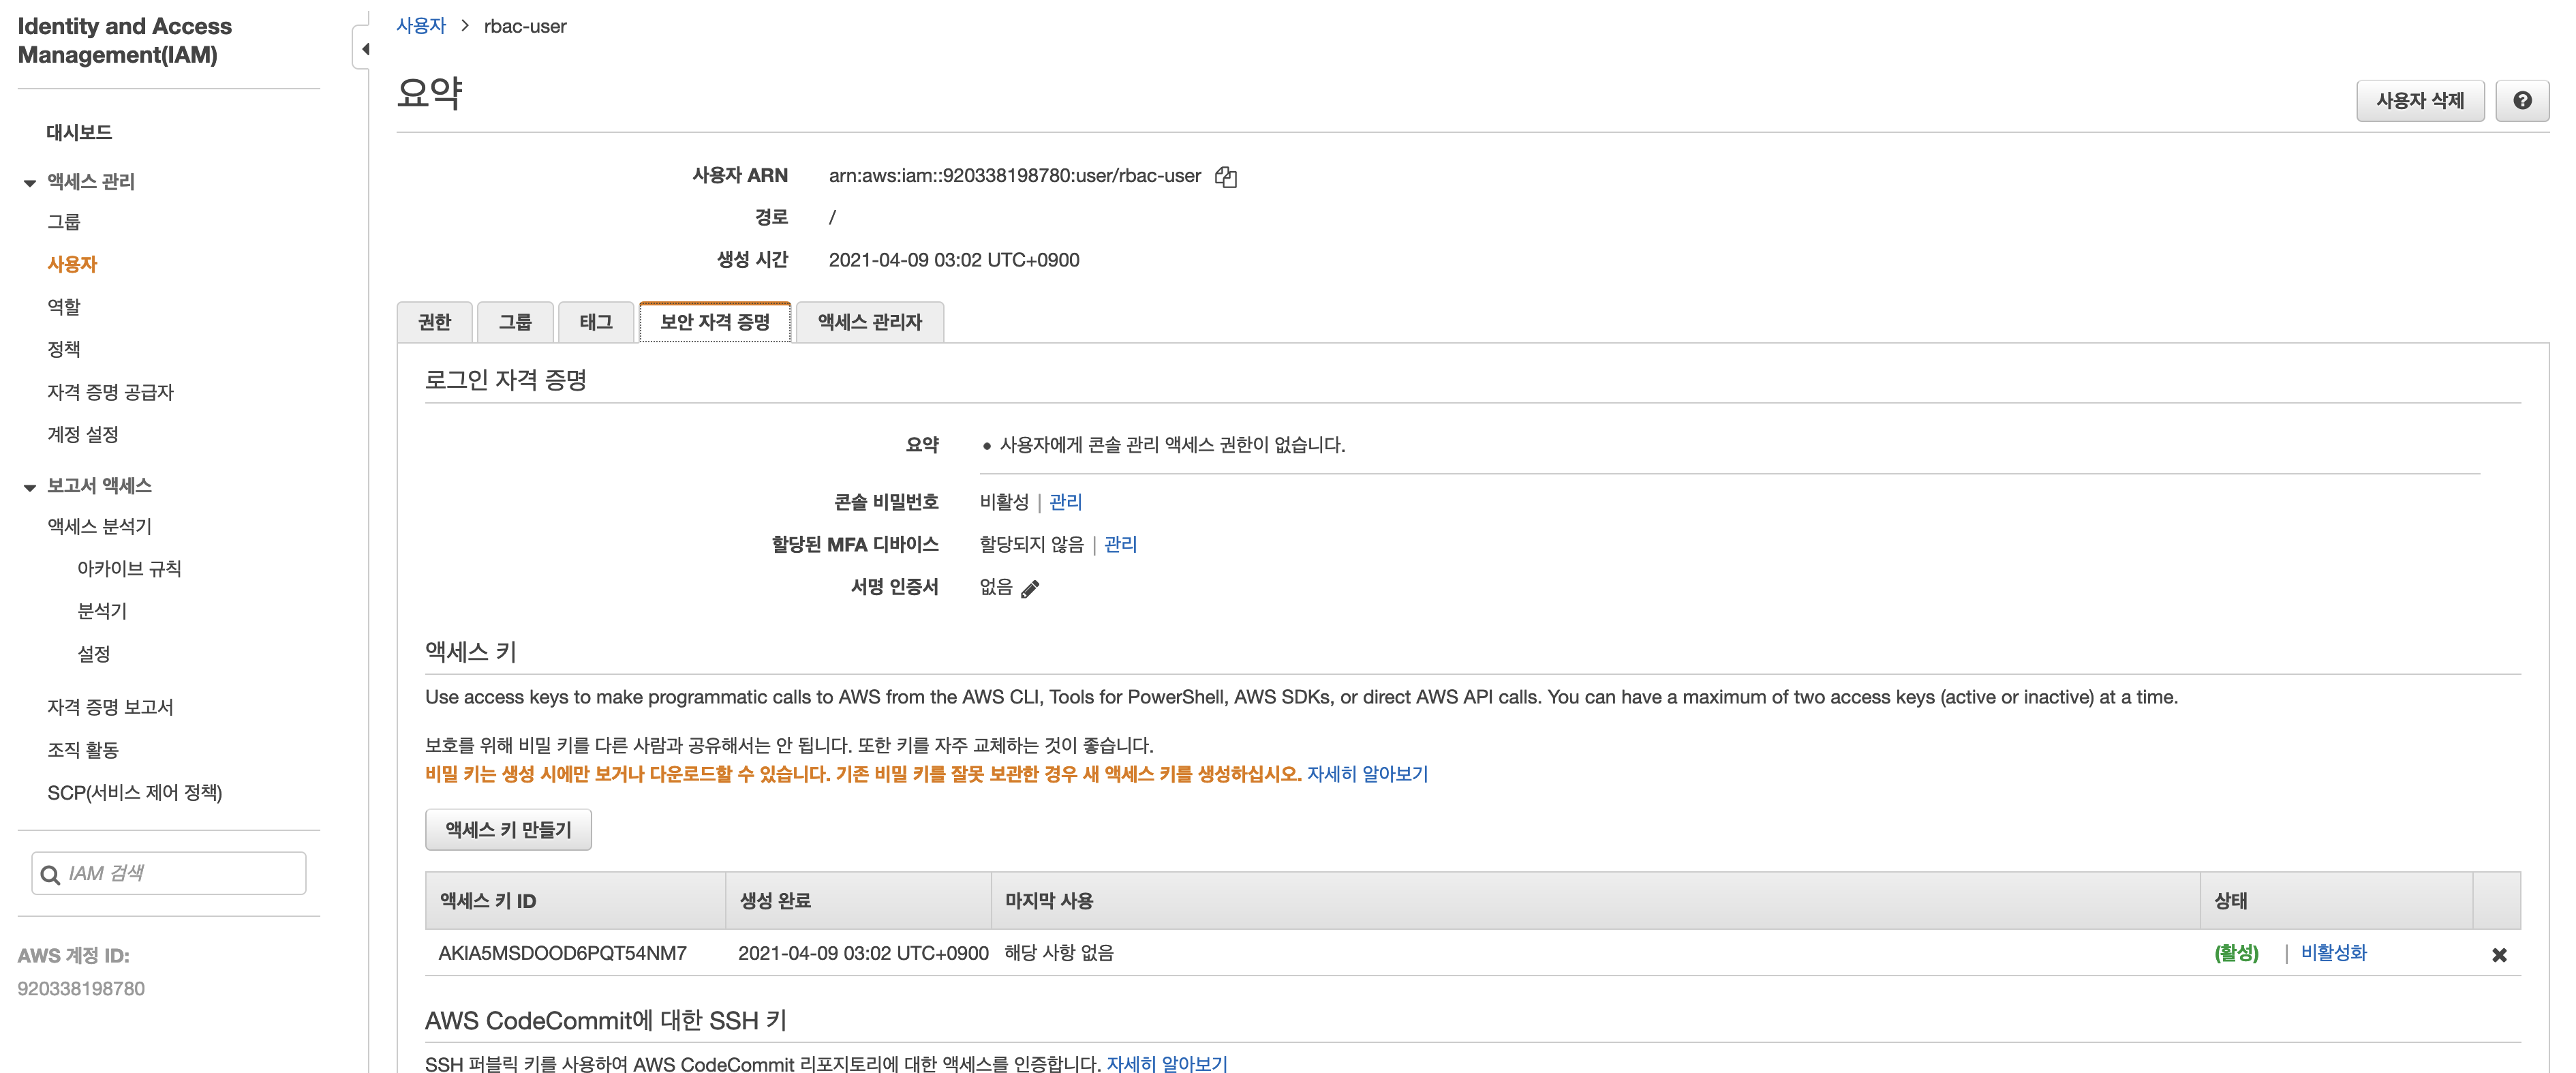 Identity and Access
Management(IAM)
대시보드
액세스 관리
그룹
사용자
역할
정책
자격 증명 공급자
계정 설정
보고서 액세스
액세스 분석기
아카이브 규칙
분석기
설정
자격 증명 보고서
조직 활동
SCP(서비스 제어 정책)
IAM 검색
AWS 계정 ID:
920338198780
사용자 > rbac-user
요약
사용자 삭제
사용자 ARN arn:aws:iam::920338198780:user/rbac-user
경로 /
생성 시간 2021-04-09 03:02 UTC+0900
권한 그룹 태그 보안 자격 증명 액세스 관리자
로그인 자격 증명
요약 • 사용자에게 콘솔 관리 액세스 권한이 없습니다.
콘솔 비밀번호 비활성 | 관리
할당된 MFA 디바이스 할당되지 않음 | 관리
서명 인증서 없음
액세스 키
Use access keys to make programmatic calls to AWS from the AWS CLI, Tools for PowerShell, AWS SDKs, or direct AWS API calls. You can have a maximum of two access keys (active or inactive) at a time.
보호를 위해 비밀 키를 다른 사람과 공유해서는 안 됩니다. 또한 키를 자주 교체하는 것이 좋습니다.
비밀 키는 생성 시에만 보거나 다운로드할 수 있습니다. 기존 비밀 키를 잘못 보관한 경우 새 액세스 키를 생성하십시오. 자세히 알아보기
액세스 키 만들기
액세스 키 ID 생성 완료 마지막 사용 상태
AKIA5MSDOOD6PQT54NM7 2021-04-09 03:02 UTC+0900 해당 사항 없음 (활성) | 비활성화
AWS CodeCommit에 대한 SSH 키
SSH 퍼블릭 키를 사용하여 AWS CodeCommit 리포지토리에 대한 액세스를 인증합니다. 자세히 알아보기